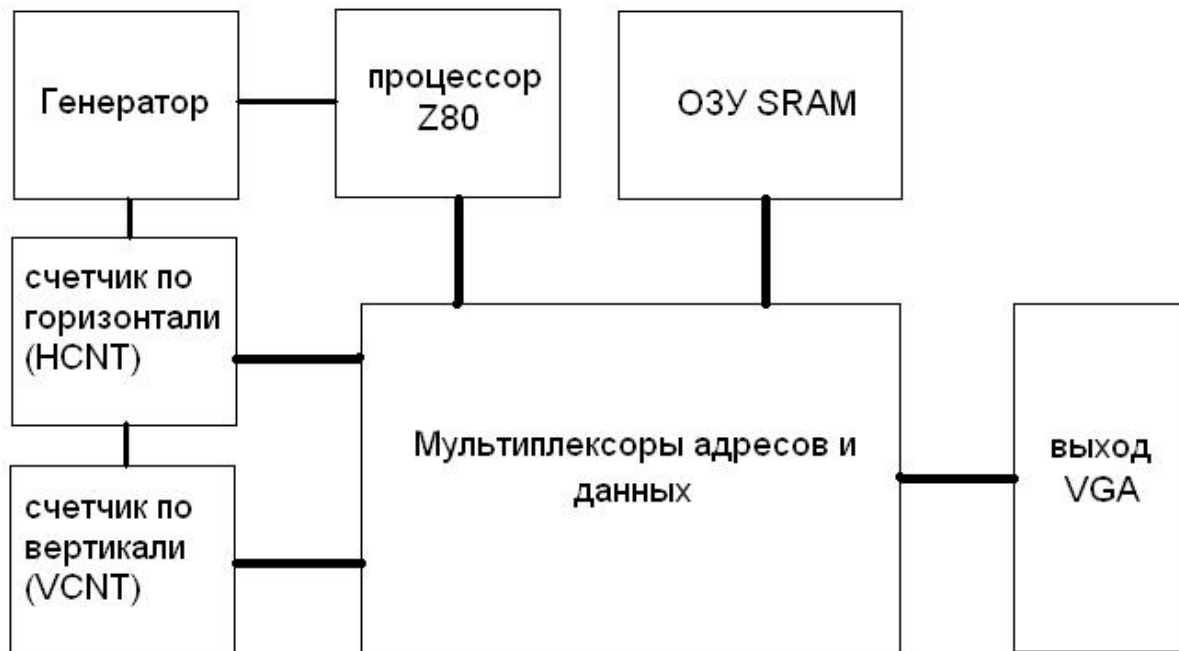 Генератор
процессор
Z80
ОЗУ SRAM
счетчик по
горизонтали
(HCNT)
счетчик по
вертикали
(VCNT)
Мультиплексоры адресов и
данных
выход
VGA